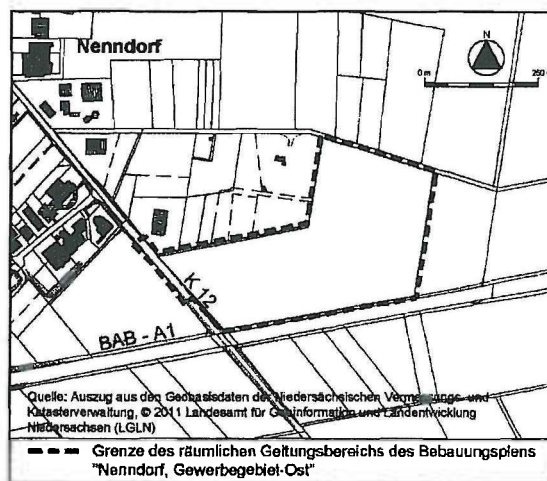 Nenndorf
N
0 m
250 m
K 12
BAB - A1
Quelle: Auszug aus den Geobasisdaten der Niedersächsischen Vermessungs- und
Katasterverwaltung, © 2011 Landesamt für Geoinformation und Landentwicklung
Niedersachsen (LGLN)
Grenze des räumlichen Geltungsbereichs des Bebauungsplans
"Nenndorf, Gewerbegebiet-Ost"